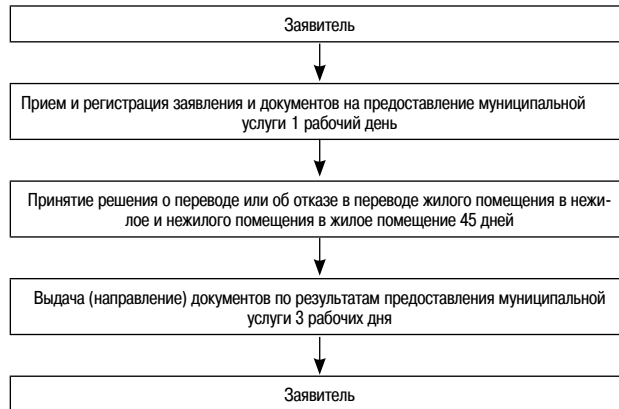 Заявитель
Прием и регистрация заявления и документов на предоставление муниципальной
услуги 1 рабочий день
Принятие решения о переводе или об отказе в переводе жилого помещения в нежи-
лое и нежилого помещения в жилое помещение 45 дней
Выдача (направление) документов по результатам предоставления муниципальной
услуги 3 рабочих дня
Заявитель